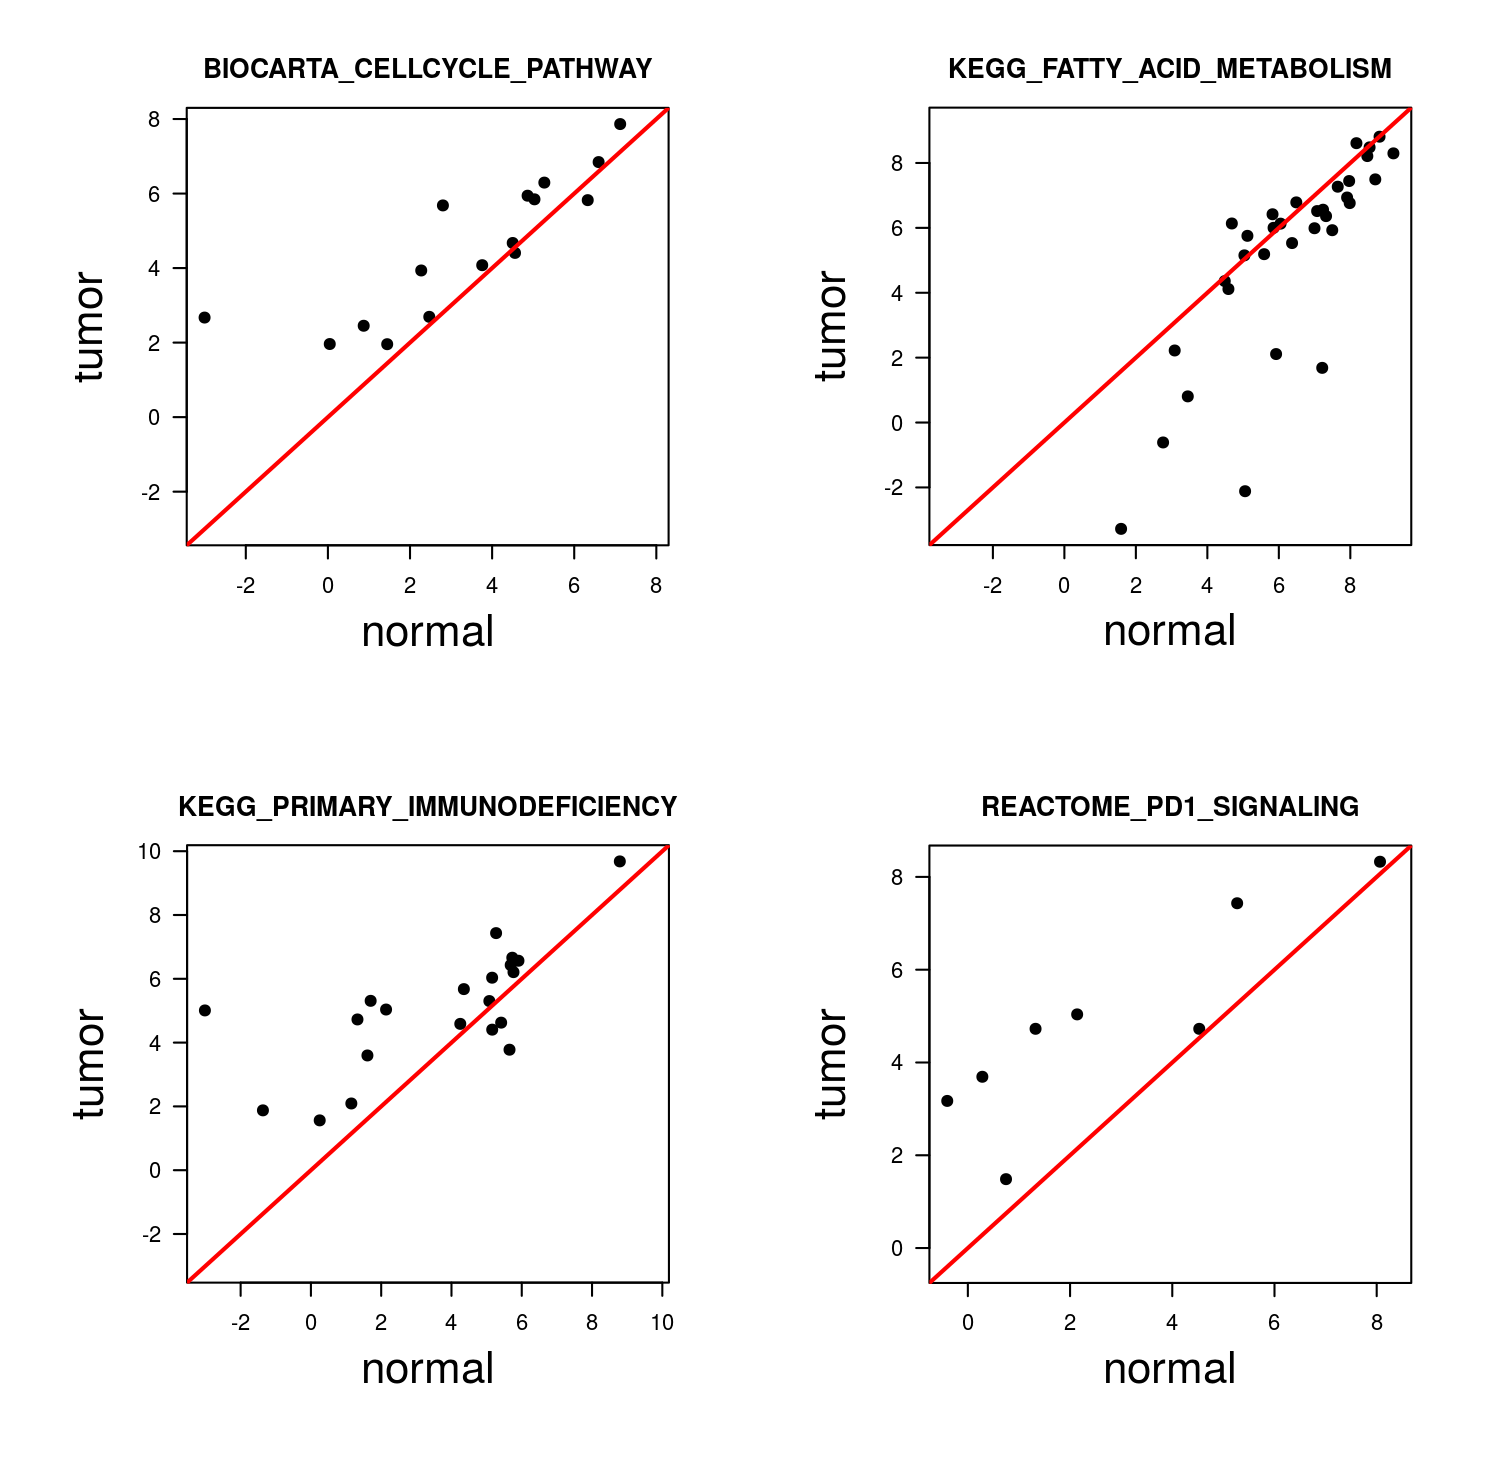 BIOCARTA_CELLCYCLE_PATHWAY
8
6
4
2
0
-2
tumor
-2 0 2 4 6 8
normal
KEGG_FATTY_ACID_METABOLISM
8
6
4
2
0
-2
tumor
-2 0 2 4 6 8
normal
KEGG_PRIMARY_IMMUNODEFICIENCY
10
8
6
4
2
0
-2
tumor
-2 0 2 4 6 8 10
normal
REACTOME_PD1_SIGNALING
8
6
4
2
0
tumor
0 2 4 6 8
normal